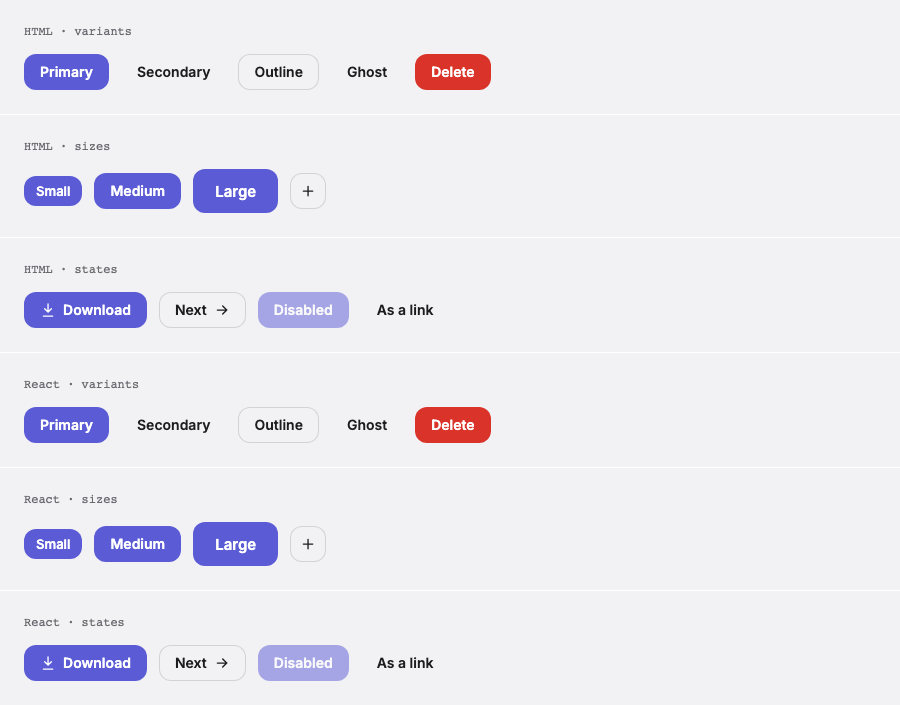 HTML · variants
Primary Secondary Outline Ghost Delete
HTML · sizes
Small Medium Large +
HTML · states
Download Next → Disabled As a link
React · variants
Primary Secondary Outline Ghost Delete
React · sizes
Small Medium Large +
React · states
Download Next → Disabled As a link